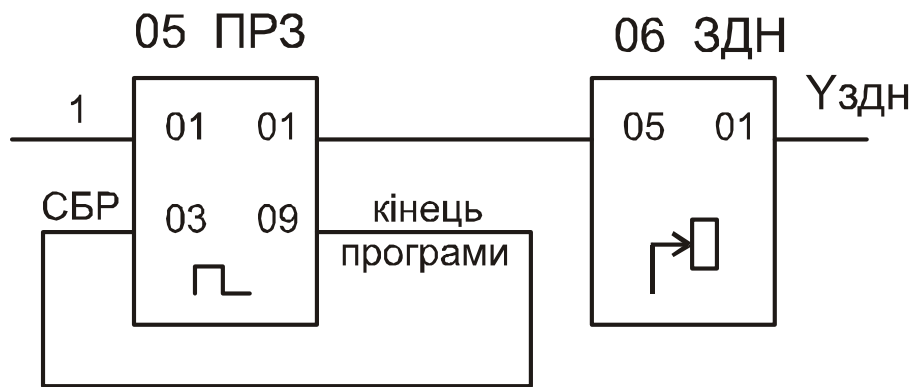 05 ПРЗ
06 ЗДН
1
01 01
05 01
Yздн
СБР
03 09
кінець
програми